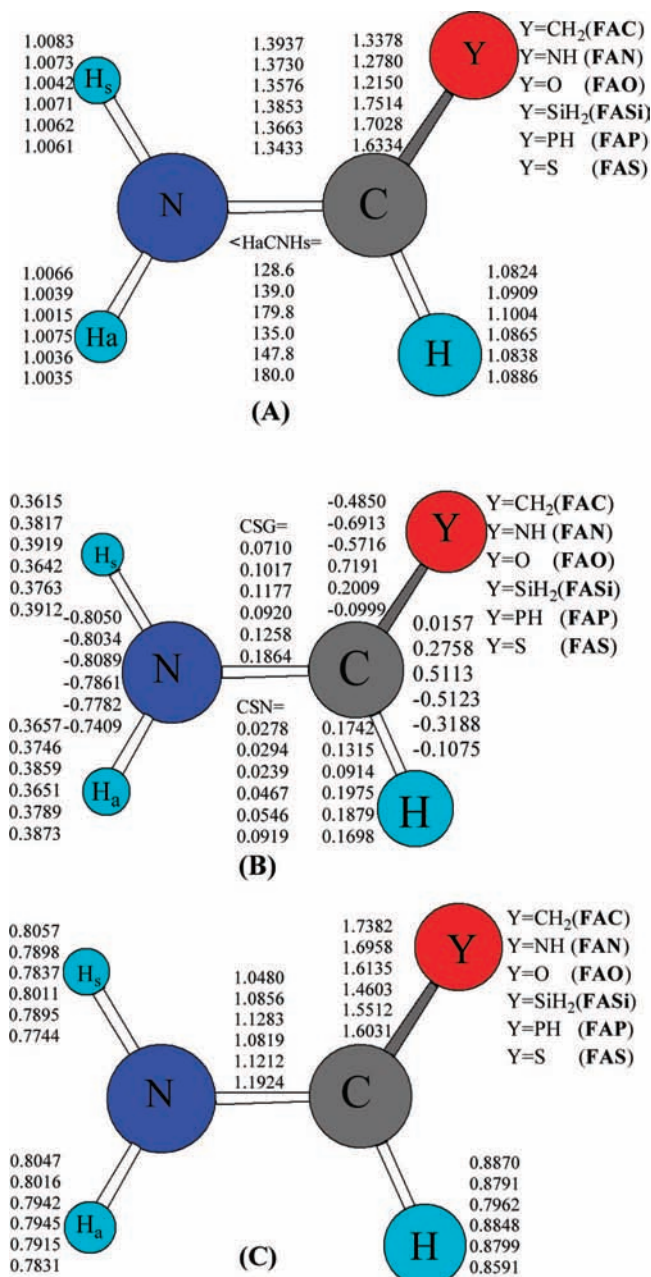 1.0083
1.0073
1.0042
1.0071
1.0062
1.0061
Hs
1.3937
1.3730
1.3576
1.3853
1.3663
1.3433
1.3378
1.2780
1.2150
1.7514
1.7028
1.6334
Y
Y=CH2(FAC)
Y=NH (FAN)
Y=O (FAO)
Y=SiH2(FASi)
Y=PH (FAP)
Y=S (FAS)
N
C
<HaCNHs=
128.6
139.0
179.8
135.0
147.8
180.0
1.0066
1.0039
1.0015
1.0075
1.0036
1.0035
Ha
H
1.0824
1.0909
1.1004
1.0865
1.0838
1.0886
(A)
0.3615
0.3817
0.3919
0.3642
0.3763
0.3912
Hs
-0.8050
-0.8034
-0.8089
-0.7861
-0.7782
-0.7409
CSG=
0.0710
0.1017
0.1177
0.0920
0.1258
0.1864
-0.4850
-0.6913
-0.5716
0.7191
0.2009
-0.0999
Y
Y=CH2(FAC)
Y=NH (FAN)
Y=O (FAO)
Y=SiH2(FASi)
Y=PH (FAP)
Y=S (FAS)
N
C
0.0157
0.2758
0.5113
-0.5123
-0.3188
-0.1075
0.3657
0.3746
0.3859
0.3651
0.3789
0.3873
Ha
CSN=
0.0278
0.0294
0.0239
0.0467
0.0546
0.0919
0.1742
0.1315
0.0914
0.1975
0.1879
0.1698
H
(B)
0.8057
0.7898
0.7837
0.8011
0.7895
0.7744
Hs
1.0480
1.0856
1.1283
1.0819
1.1212
1.1924
1.7382
1.6958
1.6135
1.4603
1.5512
1.6031
Y
Y=CH2(FAC)
Y=NH (FAN)
Y=O (FAO)
Y=SiH2(FASi)
Y=PH (FAP)
Y=S (FAS)
N
C
0.8047
0.8016
0.7942
0.7945
0.7915
0.7831
Ha
H
0.8870
0.8791
0.7962
0.8848
0.8799
0.8591
(C)